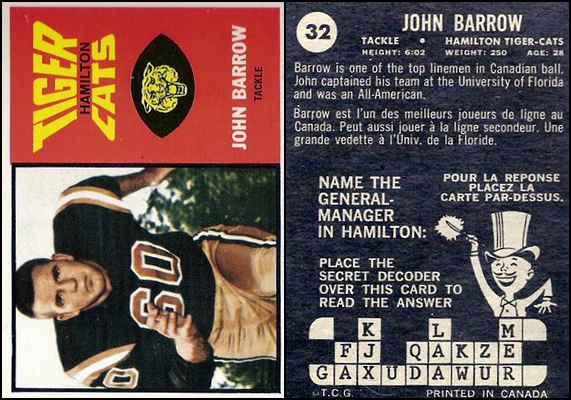 TIGER
HAMILTON
CATS
JOHN BARROW
TACKLE
60
0
32
JOHN BARROW
TACKLE • HAMILTON TIGER-CATS
HEIGHT: 6:02 WEIGHT: 250 AGE: 28
Barrow is one of the top linemen in Canadian ball.
John captained his team at the University of Florida
and was an All-American.
Barrow est l'un des meilleurs joueurs de ligne au
Canada. Peut aussi jouer à la ligne secondeur. Une
grande vedette à l'Univ. de la Floride.
NAME THE
GENERAL-
MANAGER
IN HAMILTON:
POUR LA REPONSE
PLACEZ LA
CARTE PAR-DESSUS.
PLACE THE
SECRET DECODER
OVER THIS CARD TO
READ THE ANSWER
K L M
F J Q A K Z E
G A X U D A W U R
©T.C.G. PRINTED IN CANADA